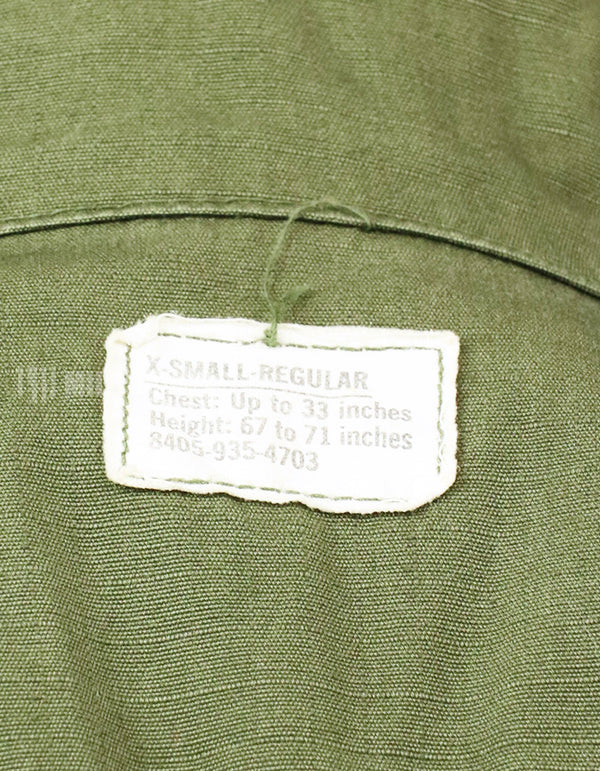 X-SMALL-REGULAR
Chest: Up to 33 inches
Height: 67 to 71 inches
8405-935-4703